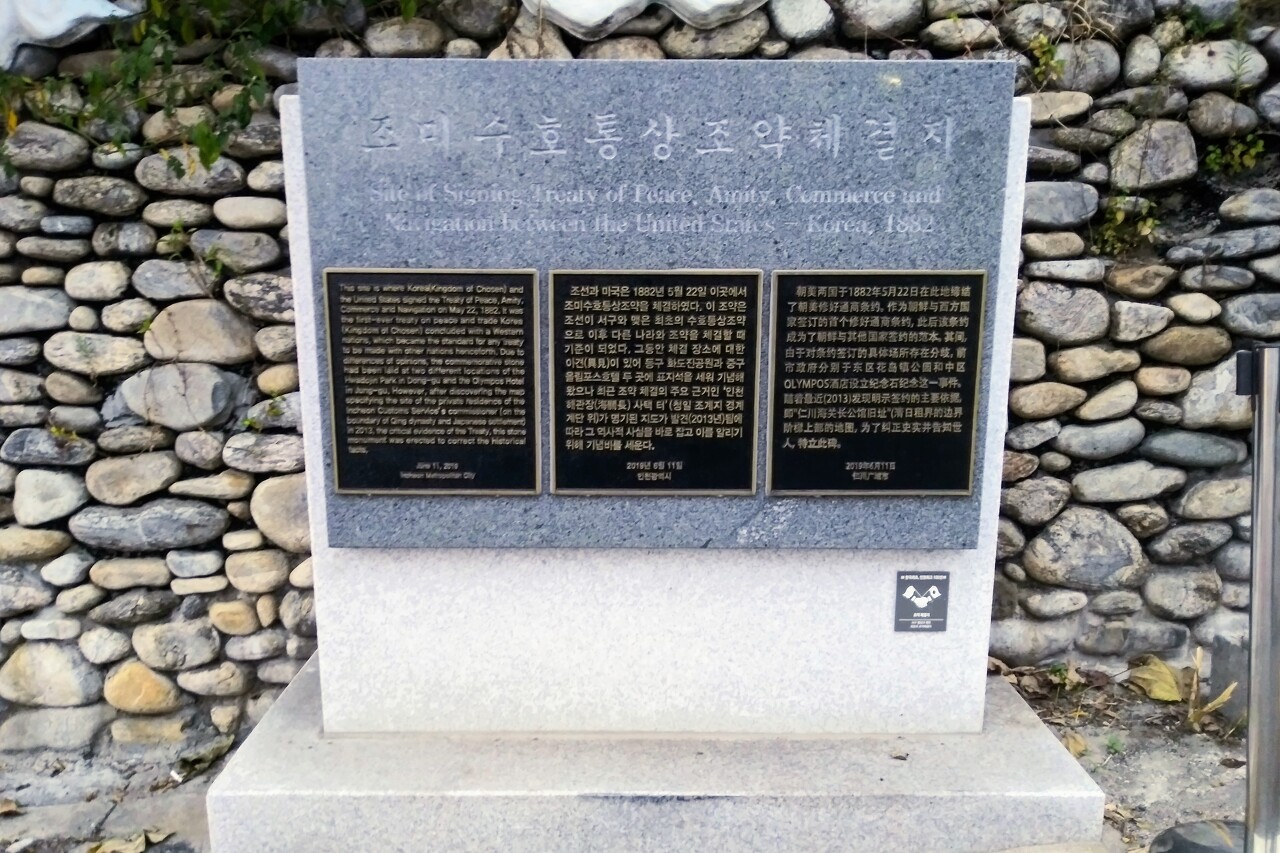 조미수호통상조약체결지
Site of Signing Treaty of Peace, Amity, Commerce and
Navigation between the United States – Korea, 1882
This site is where Korea(Kingdom of Chosen) and
the United States signed the Treaty of Peace, Amity,
Commerce and Navigation on May 22, 1882. It was
first-ever treaty on peace and trade Korea
(Kingdom of Chosen) concluded with a Western
nations, which became the standard for any treaty
to be made with other nations henceforth. Due to
differences of opinions, the commemorative stone
had been laid at two different locations of the
Hwadojin Park in Dong-gu and the Olympos Hotel
in Jung-gu. However, after discovering the map
specifying the site of the private residence of the
Incheon Customs Service's commissioner (on the
boundary of Qing dynasty and Japanese settlement)
in 2013, the critical evidence of the Treaty, this stone
monument was erected to correct the historical
facts.
June 11, 2019
Incheon Metropolitan City
조선과 미국은 1882년 5월 22일 이곳에서
조미수호통상조약을 체결하였다. 이 조약은
조선이 서구와 맺은 최초의 수호통상조약
으로 이후 다른 나라와 조약을 체결할 때
기준이 되었다. 그동안 체결 장소에 대한
이견(異見)이 있어 동구 화도진공원과 중구
올림포스호텔 두 곳에 표지석을 세워 기념해
왔으나 최근 조약 체결의 주요 근거인 '인천
해관장(海關長) 사택 터' (청일 조계지 경계
계단 위)가 명기된 지도가 발견(2013년)됨에
따라 그 역사적 사실을 바로 잡고 이를 알리기
위해 기념비를 세운다.
2019년 6월 11일
인천광역시
朝美两国于1882年5月22日在此地缔结
了朝美修好通商条约。作为朝鲜与西方国
家签订的首个修好通商条约，此后该条约
成为了朝鲜与其他国家签约的范本。其间，
由于对条约签订的具体场所存在分歧，前
市政府分别于东区花岛镇公园和中区
OLYMPOS酒店设立纪念石纪念这一事件。
随着最近(2013)发现明示签约的主要依据，
即"仁川海关长公馆旧址"(清日租界的边界
阶梯上部)的地图，为了纠正史实并告知世
人，特立此碑。
2019年6月11日
仁川广域市